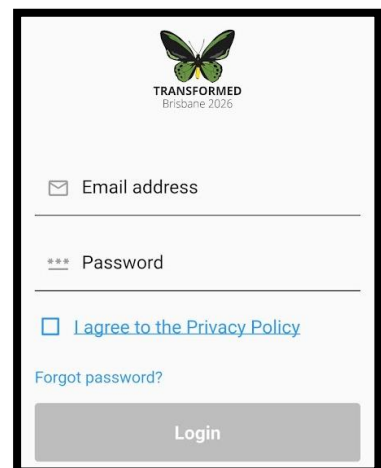 TRANSFORMED
Brisbane 2026
Email address
*** Password
I agree to the Privacy Policy
Forgot password?
Login